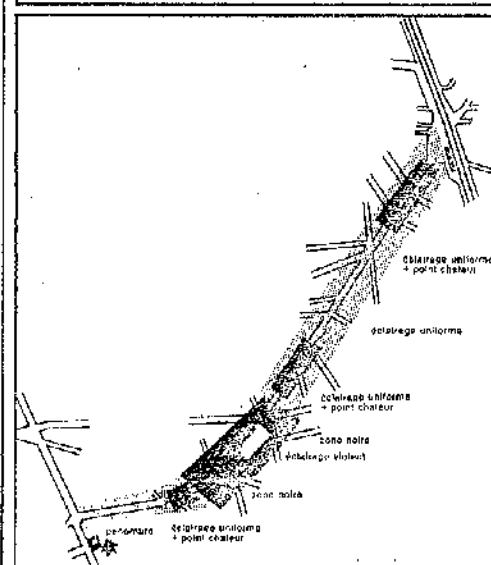 éclairage uniforme
+ point chaleur
éclairage uniforme
éclairage uniforme
+ point chaleur
zone noire
éclairage violent
zone noire
penombre
éclairage uniforme
+ point chaleur